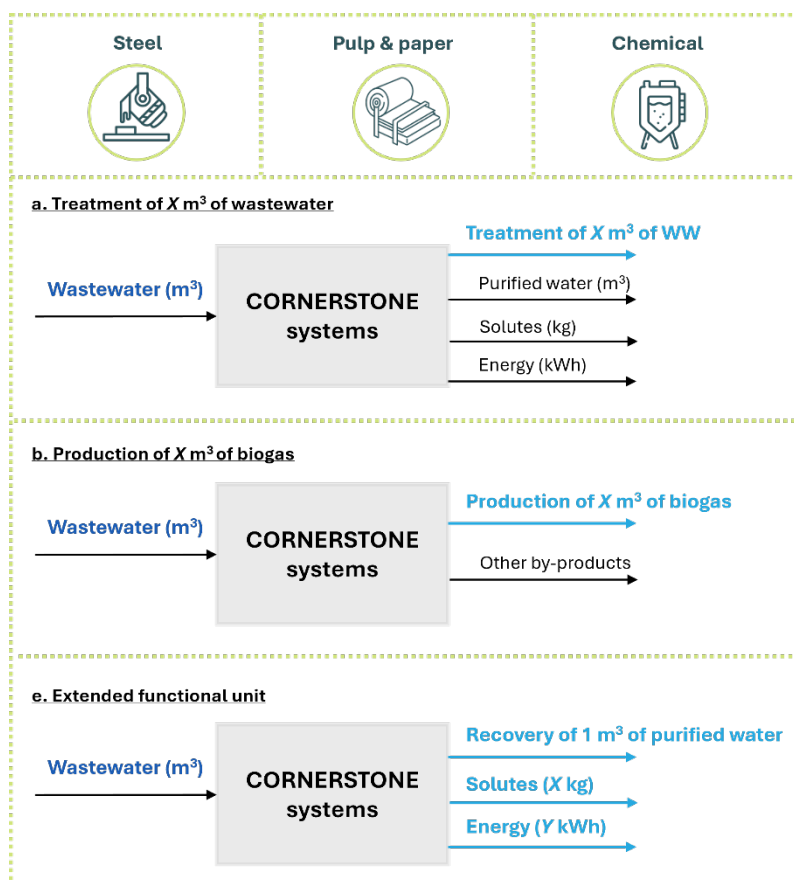 Steel
Pulp & paper
Chemical
a. Treatment of X m³ of wastewater
Wastewater (m³)
CORNERSTONE
systems
Treatment of X m³ of WW
Purified water (m³)
Solutes (kg)
Energy (kWh)
b. Production of X m³ of biogas
Wastewater (m³)
CORNERSTONE
systems
Production of X m³ of biogas
Other by-products
e. Extended functional unit
Wastewater (m³)
CORNERSTONE
systems
Recovery of 1 m³ of purified water
Solutes (X kg)
Energy (Y kWh)